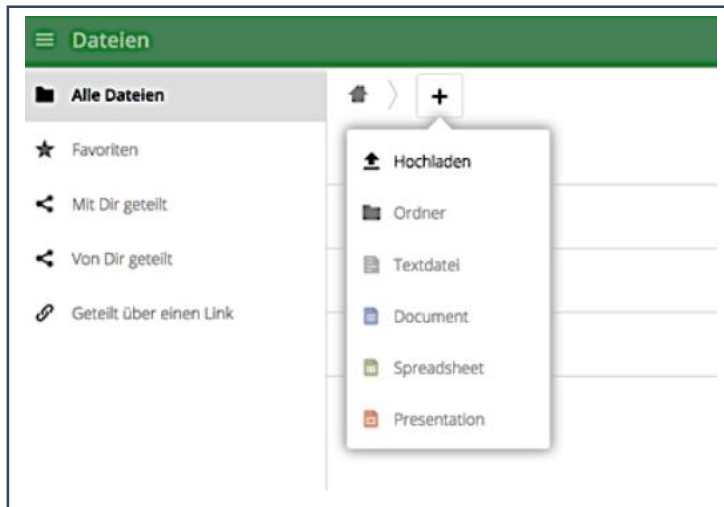 Dateien
Alle Dateien
Favoriten
Mit Dir geteilt
Von Dir geteilt
Geteilt über einen Link
Hochladen
Ordner
Textdatei
Document
Spreadsheet
Presentation